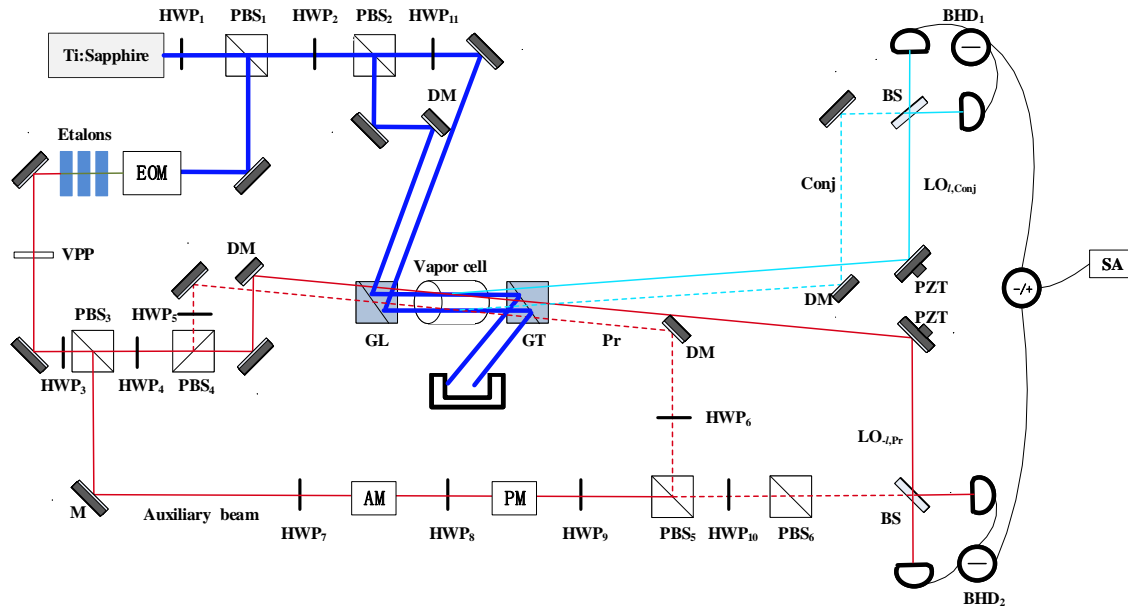 HWP₁ PBS₁ HWP₂ PBS₂ HWP₁₁ BHD₁
Ti:Sapphire
DM
BS
Etalons
EOM
Conj
LOₗ,Conj
VPP
DM
Vapor cell
SA
-/+
PZT
DM
PZT
HWP₅
PBS₃
GL
GT
Pr
DM
HWP₃
HWP₄
PBS₄
HWP₆
LO₋ₗ,Pr
M
AM
PM
Auxiliary beam
BS
HWP₇
HWP₈
HWP₉
PBS₅
HWP₁₀
PBS₆
BHD₂